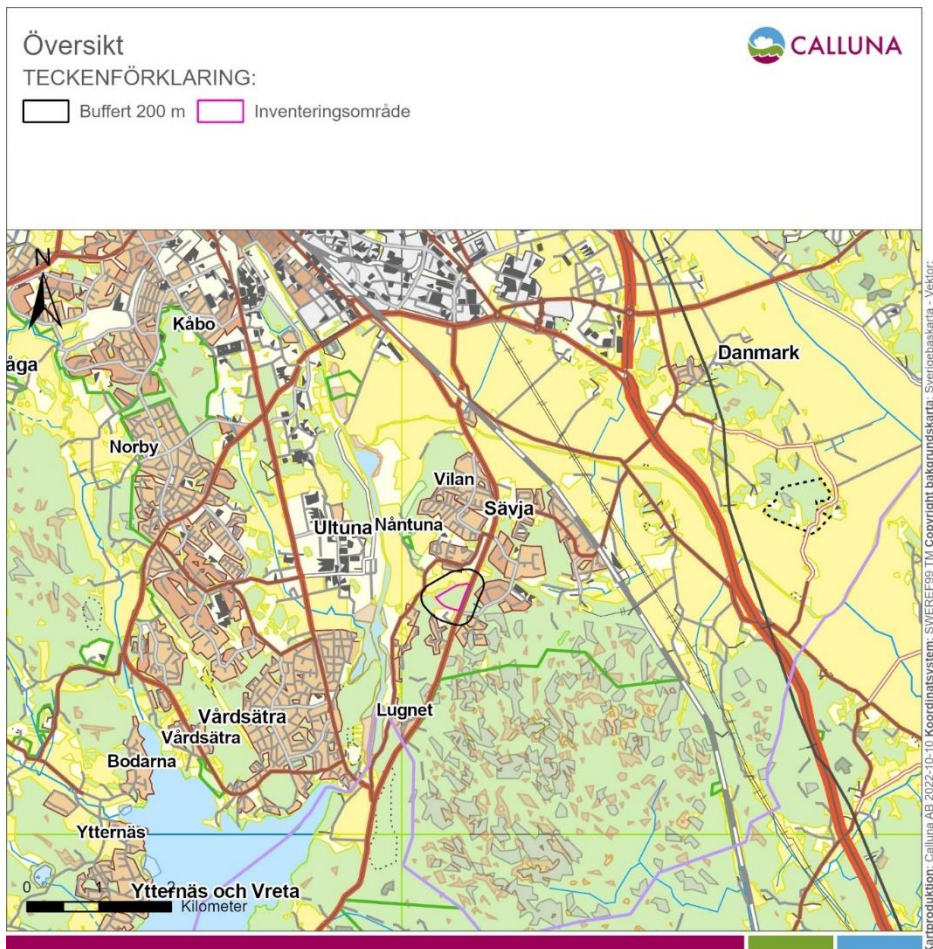 Översikt
CALLUNA
TECKENFÖRKLARING:
Buffert 200 m Inventeringsområde
N
Kåbo
åga
Danmark
Norby
Vilan
Sävja
Ultuna Nåntuna
Lugnet
Vårdsätra
Vårdsätra
Bodarna
Ytternäs
0 1 2
Ytternäs och Vreta
Kilometer
Kartproduktion: Calluna AB 2022-10-10 Koordinatsystem: SWEREF99 TM Copyright bakgrundskarta: Sverigebaskarta - Vektor: